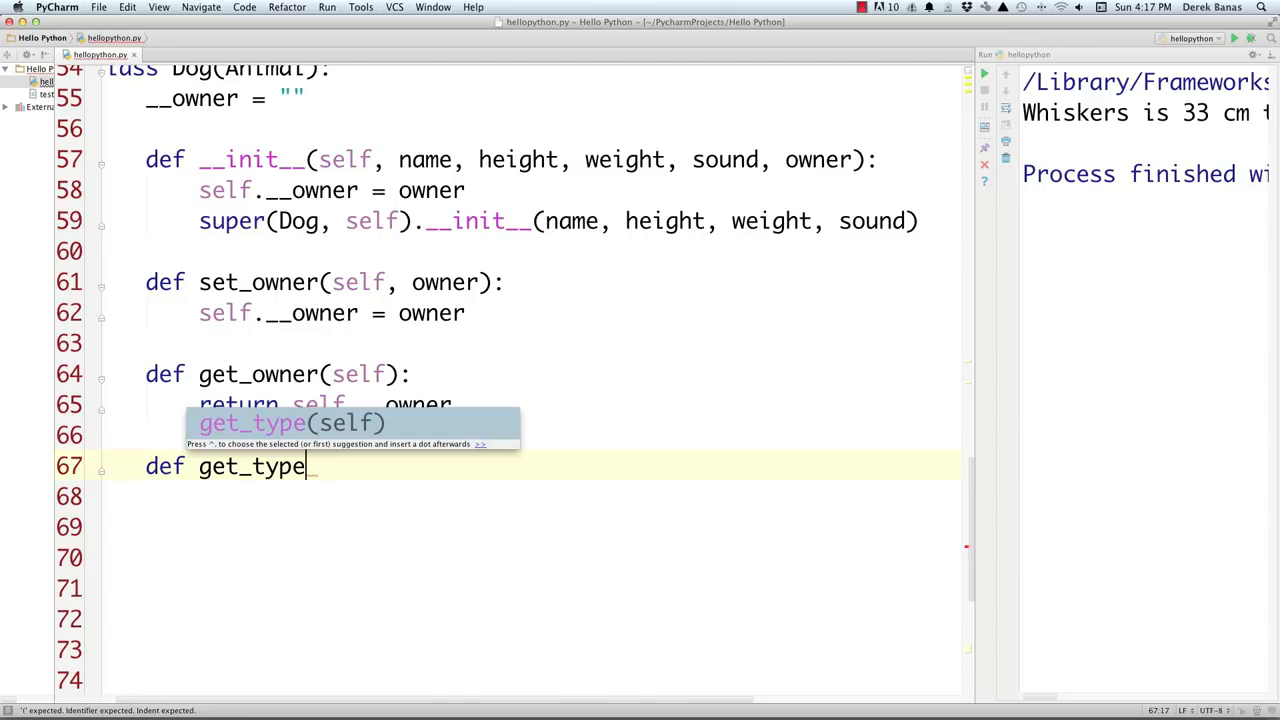 PyCharm File Edit View Navigate Code Refactor Run Tools VCS Window Help 10 Sun 4:17 PM Derek Banas
hellopython.py – Hello Python – [~/PycharmProjects/Hello Python]
Hello Python hellopython.py hellopython
hellopython.py Run hellopython
Hello P
hell
test
Extern
/Library/Frameworks
Whiskers is 33 cm t
Process finished wi
54 lass Dog(Animal):
55 __owner = ""
56
57 def __init__(self, name, height, weight, sound, owner):
58 self.__owner = owner
59 super(Dog, self).__init__(name, height, weight, sound)
60
61 def set_owner(self, owner):
62 self.__owner = owner
63
64 def get_owner(self):
65 return self.__owner
66 get_type(self)
Press ^. to choose the selected (or first) suggestion and insert a dot afterwards >>
67 def get_type
68
69
70
71
72
73
74
'(' expected. Identifier expected. Indent expected. 67:17 LF UTF-8